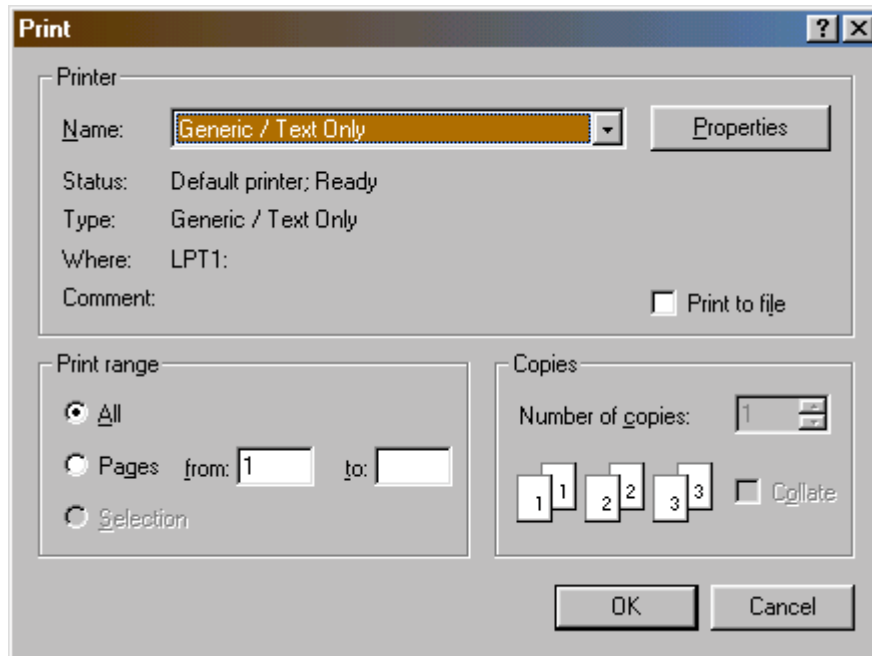 Print
Printer
Name: Generic / Text Only Properties
Status: Default printer; Ready
Type: Generic / Text Only
Where: LPT1:
Comment: Print to file
Print range
All
Pages from: 1 to:
Selection
Copies
Number of copies: 1
1 1 2 2 3 3 Collate
OK Cancel